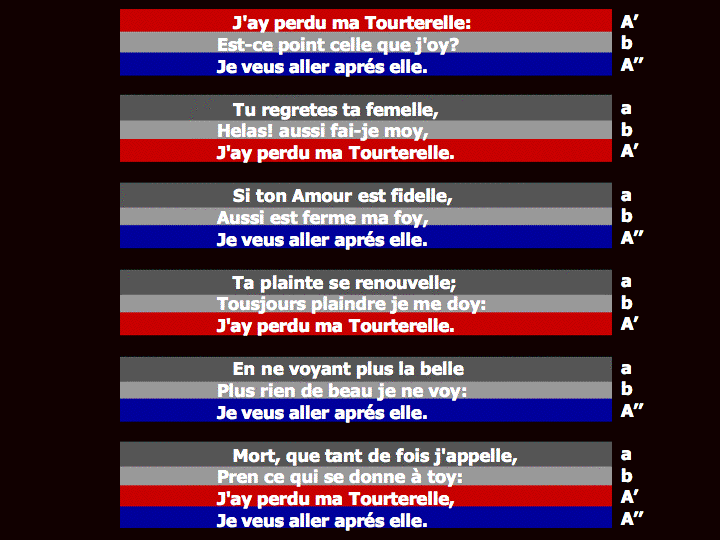 J'ay perdu ma Tourterelle: A’
Est-ce point celle que j'oy? b
Je veus aller aprés elle. A’’
Tu regretes ta femelle, a
Helas! aussi fai-je moy, b
J'ay perdu ma Tourterelle. A’
Si ton Amour est fidelle, a
Aussi est ferme ma foy, b
Je veus aller aprés elle. A’’
Ta plainte se renouvelle; a
Tousjours plaindre je me doy: b
J'ay perdu ma Tourterelle. A’
En ne voyant plus la belle a
Plus rien de beau je ne voy: b
Je veus aller aprés elle. A’’
Mort, que tant de fois j'appelle, a
Pren ce qui se donne à toy: b
J'ay perdu ma Tourterelle, A’
Je veus aller aprés elle. A’’